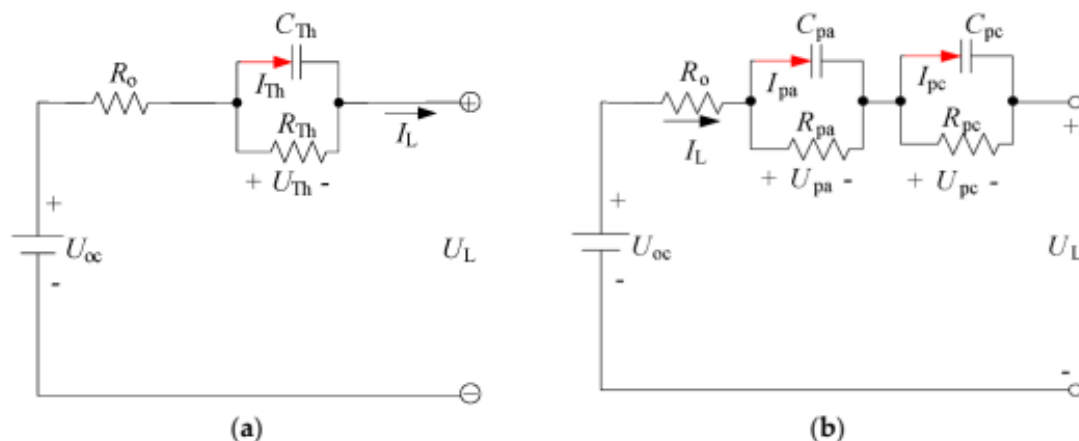 C_Th
R_o
I_Th
R_Th
I_L
+
+ U_Th -
+
U_oc
U_L
-
−
(a)
C_pa
C_pc
R_o
I_pa
I_pc
R_pa
R_pc
I_L
+
+ U_pa -
+ U_pc -
+
U_oc
U_L
-
-
(b)